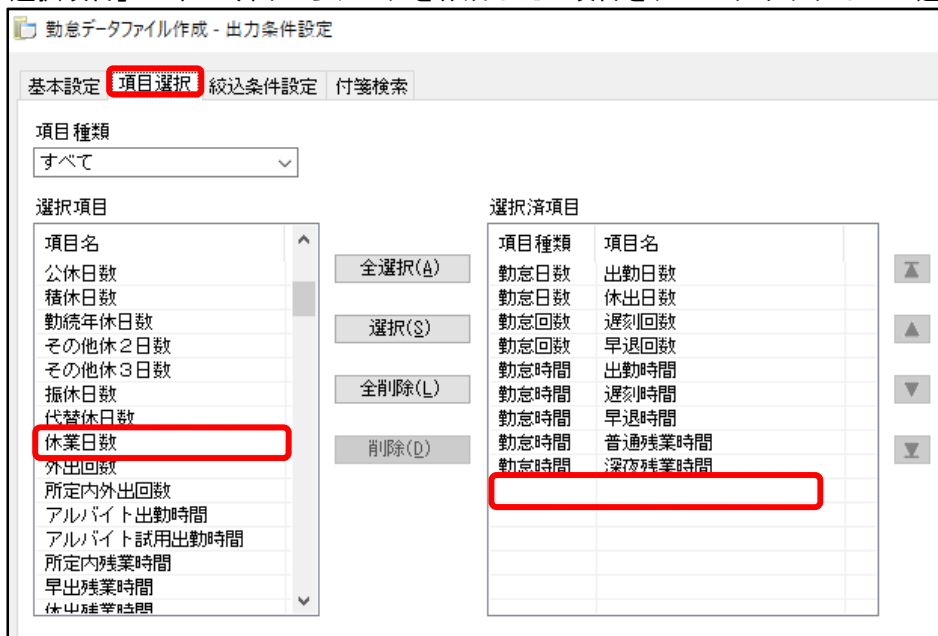 勤怠データファイル作成 - 出力条件設定
基本設定 項目選択 絞込条件設定 付箋検索
項目種類
すべて
選択項目
項目名
公休日数
積休日数
勤続年休日数
その他休2日数
その他休3日数
振休日数
代替休日数
休業日数
外出回数
所定内外出回数
アルバイト出勤時間
アルバイト試用出勤時間
所定内残業時間
早出残業時間
休出残業時間
全選択(A)
選択(S)
全削除(L)
削除(D)
選択済項目
項目種類 項目名
勤怠日数 出勤日数
勤怠日数 休出日数
勤怠回数 遅刻回数
勤怠回数 早退回数
勤怠時間 出勤時間
勤怠時間 遅刻時間
勤怠時間 早退時間
勤怠時間 普通残業時間
勤怠時間 深夜残業時間